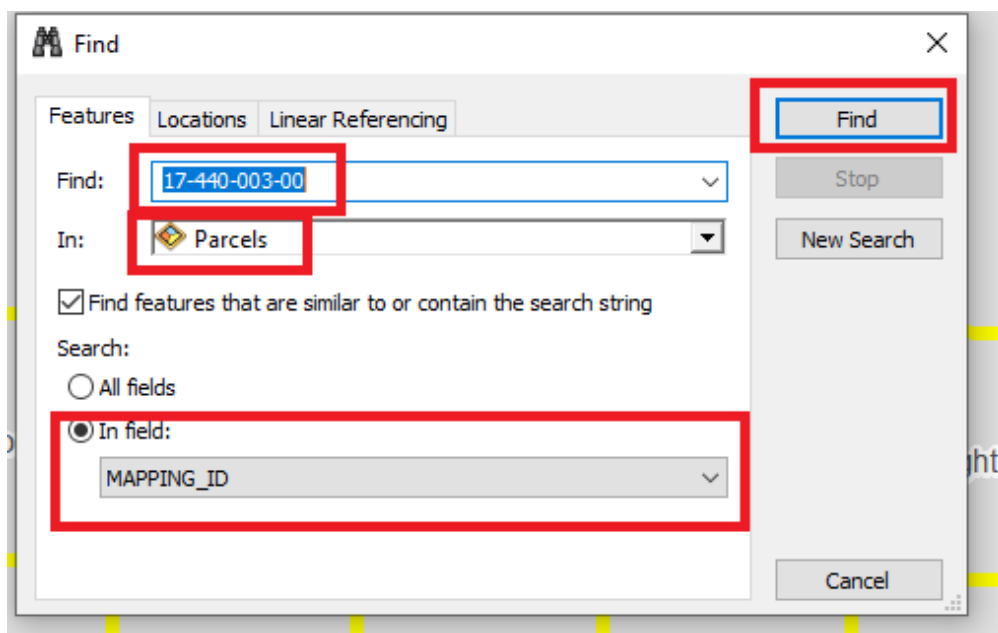 Find
Features Locations Linear Referencing
Find
Find: 17-440-003-00
Stop
In: Parcels
New Search
Find features that are similar to or contain the search string
Search:
All fields
In field:
MAPPING_ID
Cancel